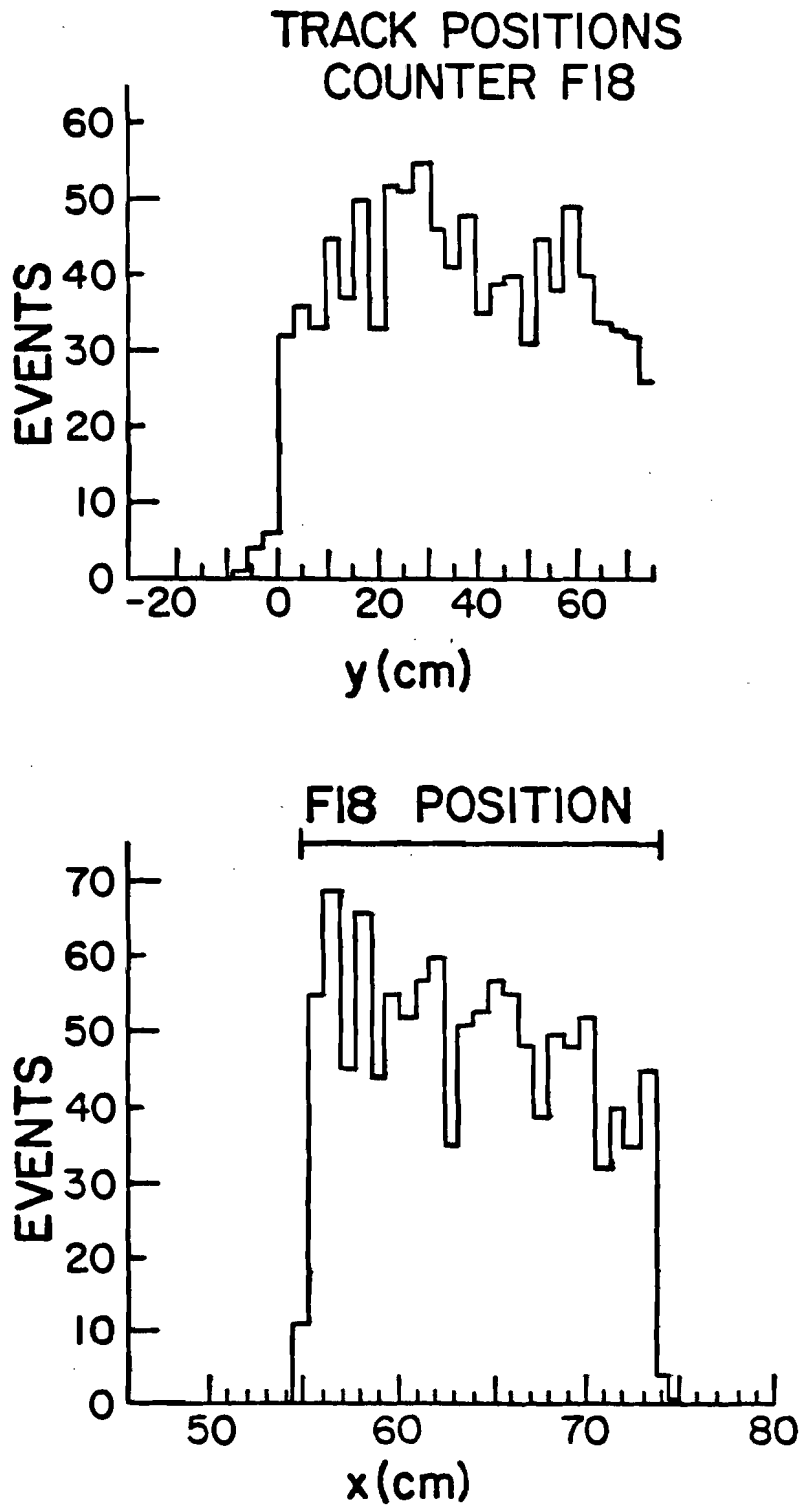 TRACK POSITIONS
COUNTER F18
60
50
40
30
20
10
0
EVENTS
-20 0 20 40 60
y (cm)
F18 POSITION
70
60
50
40
30
20
10
0
EVENTS
50 60 70 80
x (cm)